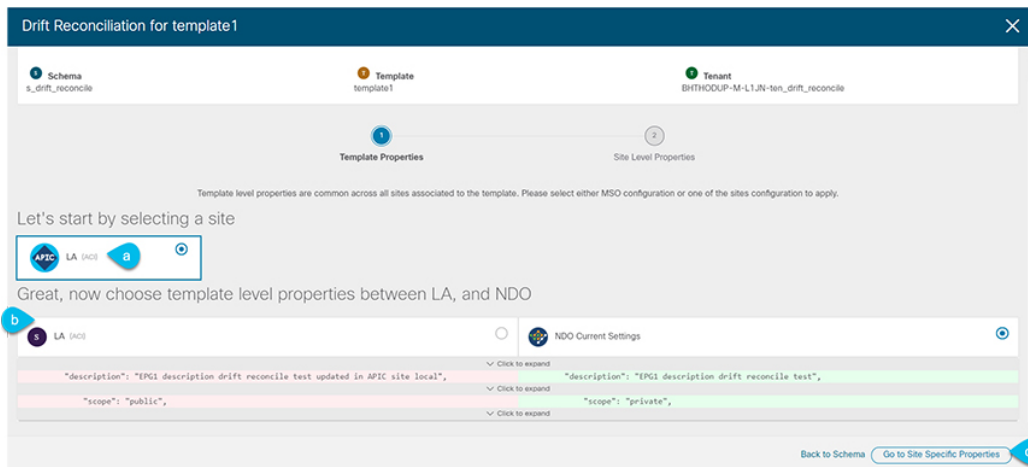 Drift Reconciliation for template1
S Schema
s_drift_reconcile
T Template
template1
T Tenant
BHTHODUP-M-L1JN-ten_drift_reconcile
1
Template Properties
2
Site Level Properties
Template level properties are common across all sites associated to the template. Please select either MSO configuration or one of the sites configuration to apply.
Let's start by selecting a site
APIC LA (ACI) a
Great, now choose template level properties between LA, and NDO
b
S LA (ACI)
NDO Current Settings
Click to expand
"description": "EPG1 description drift reconcile test updated in APIC site local",
"description": "EPG1 description drift reconcile test",
Click to expand
"scope": "public",
"scope": "private",
Click to expand
Back to Schema
Go to Site Specific Properties